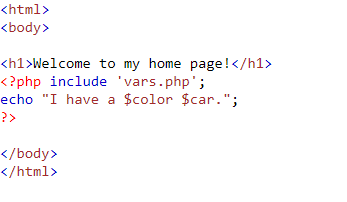 <html>
<body>
<h1>Welcome to my home page!</h1>
<?php include 'vars.php';
echo "I have a $color $car.";
?>
</body>
</html>